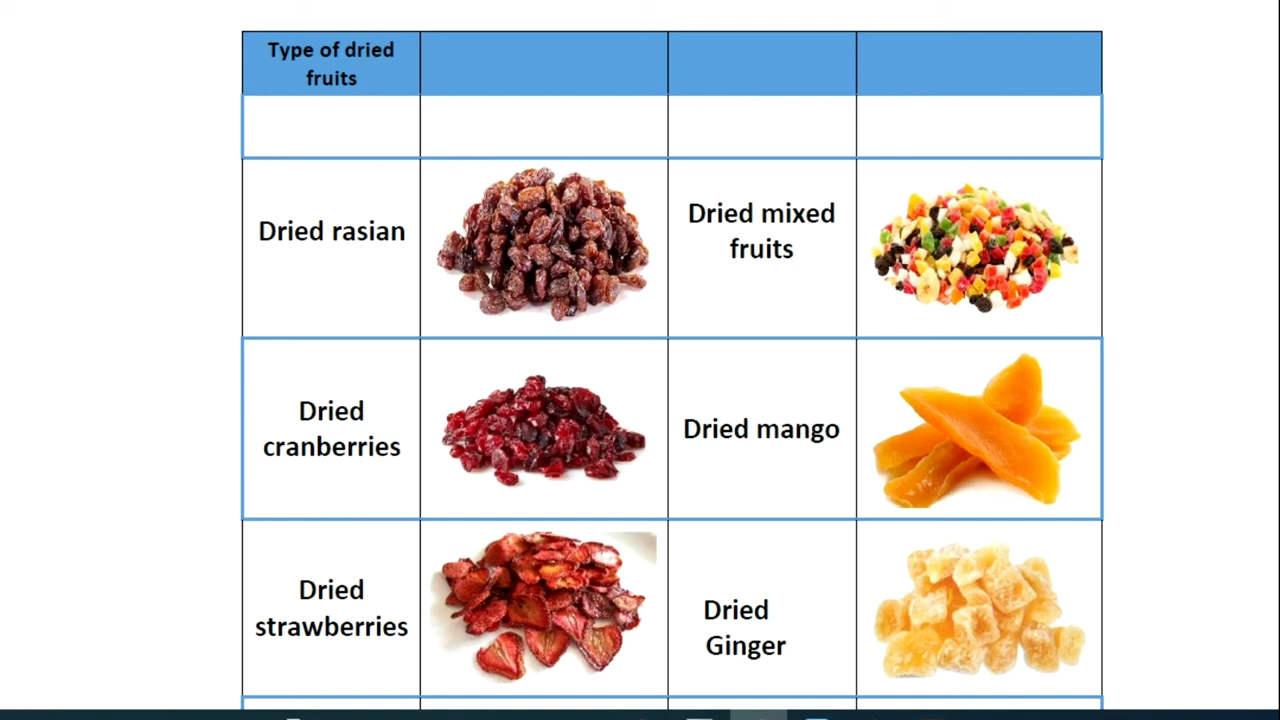 Type of dried
fruits
Dried rasian
Dried mixed
fruits
Dried
cranberries
Dried mango
Dried
strawberries
Dried
Ginger